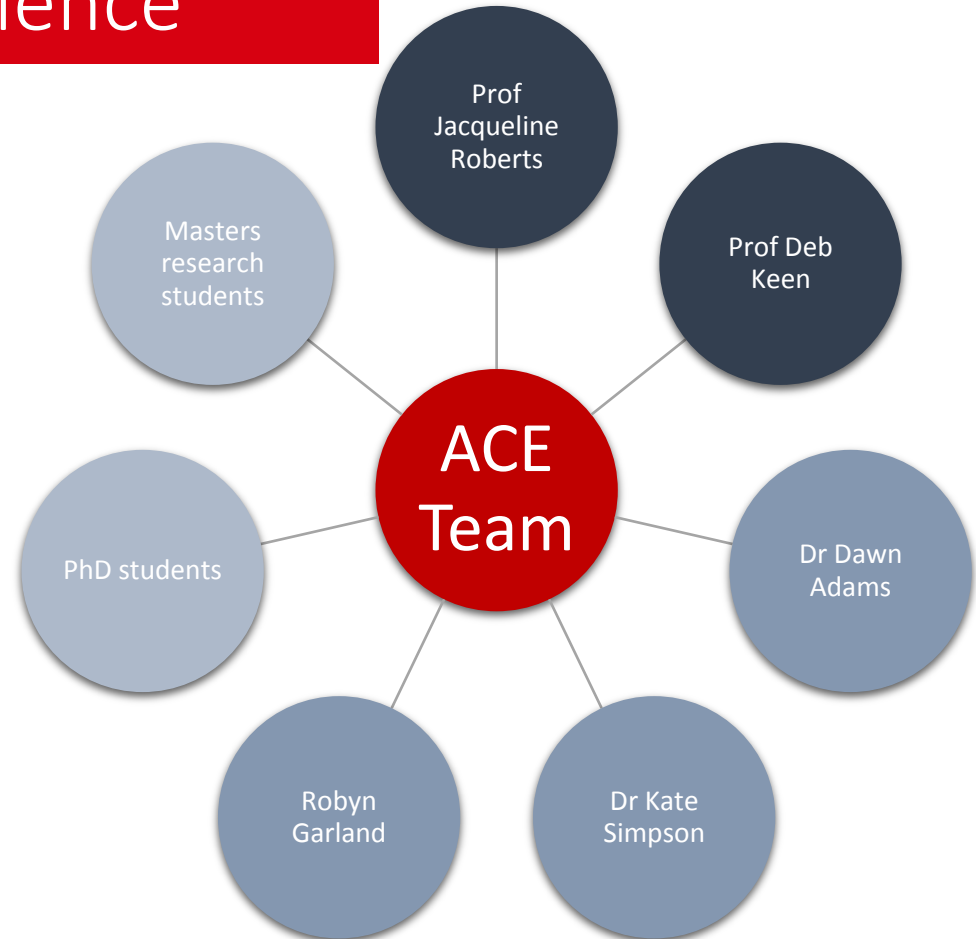 Prof
Jacqueline
Roberts
Prof Deb
Keen
Dr Dawn
Adams
Dr Kate
Simpson
Robyn
Garland
PhD students
Masters
research
students
ACE
Team